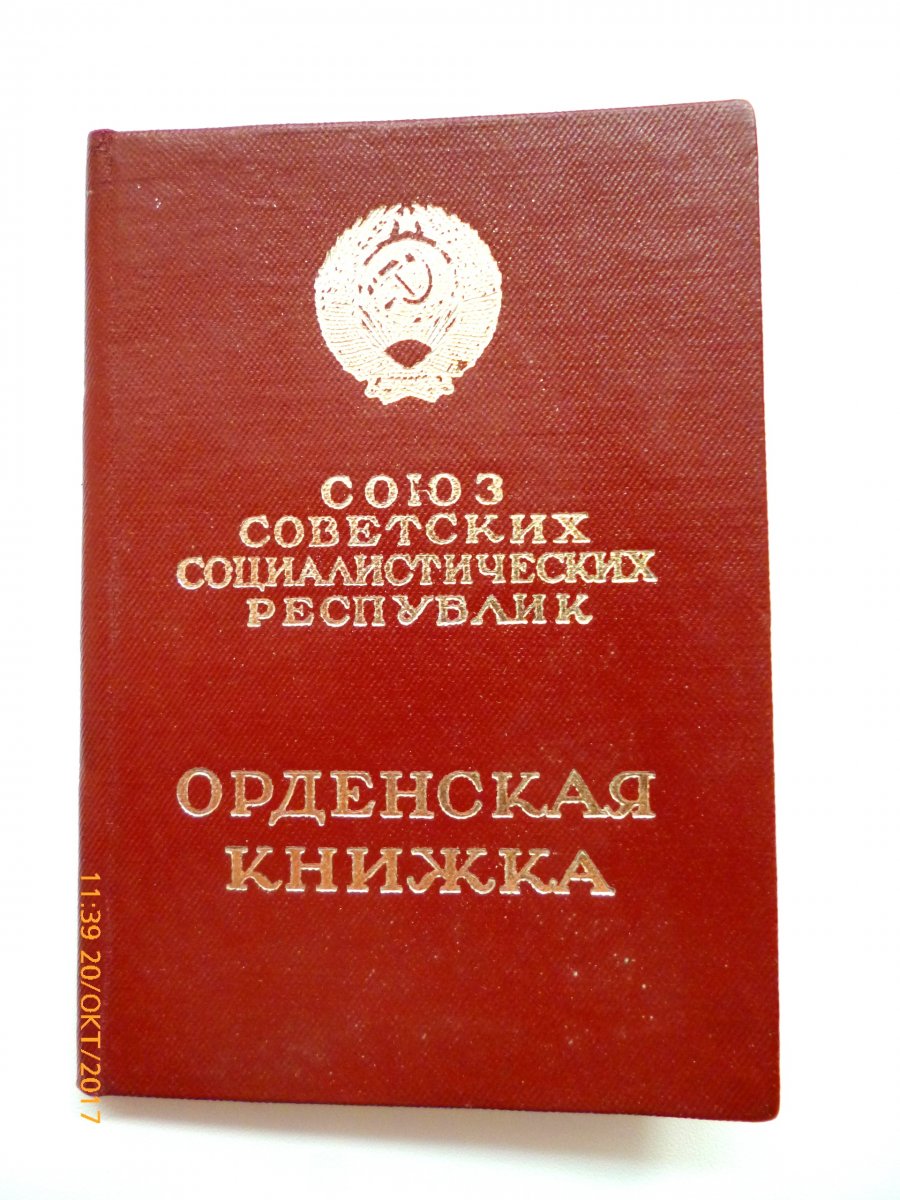 СОЮЗ
СОВЕТСКИХ
СОЦИАЛИСТИЧЕСКИХ
РЕСПУБЛИК
ОРДЕНСКАЯ
КНИЖКА
11:39 20/ОКТ/2017